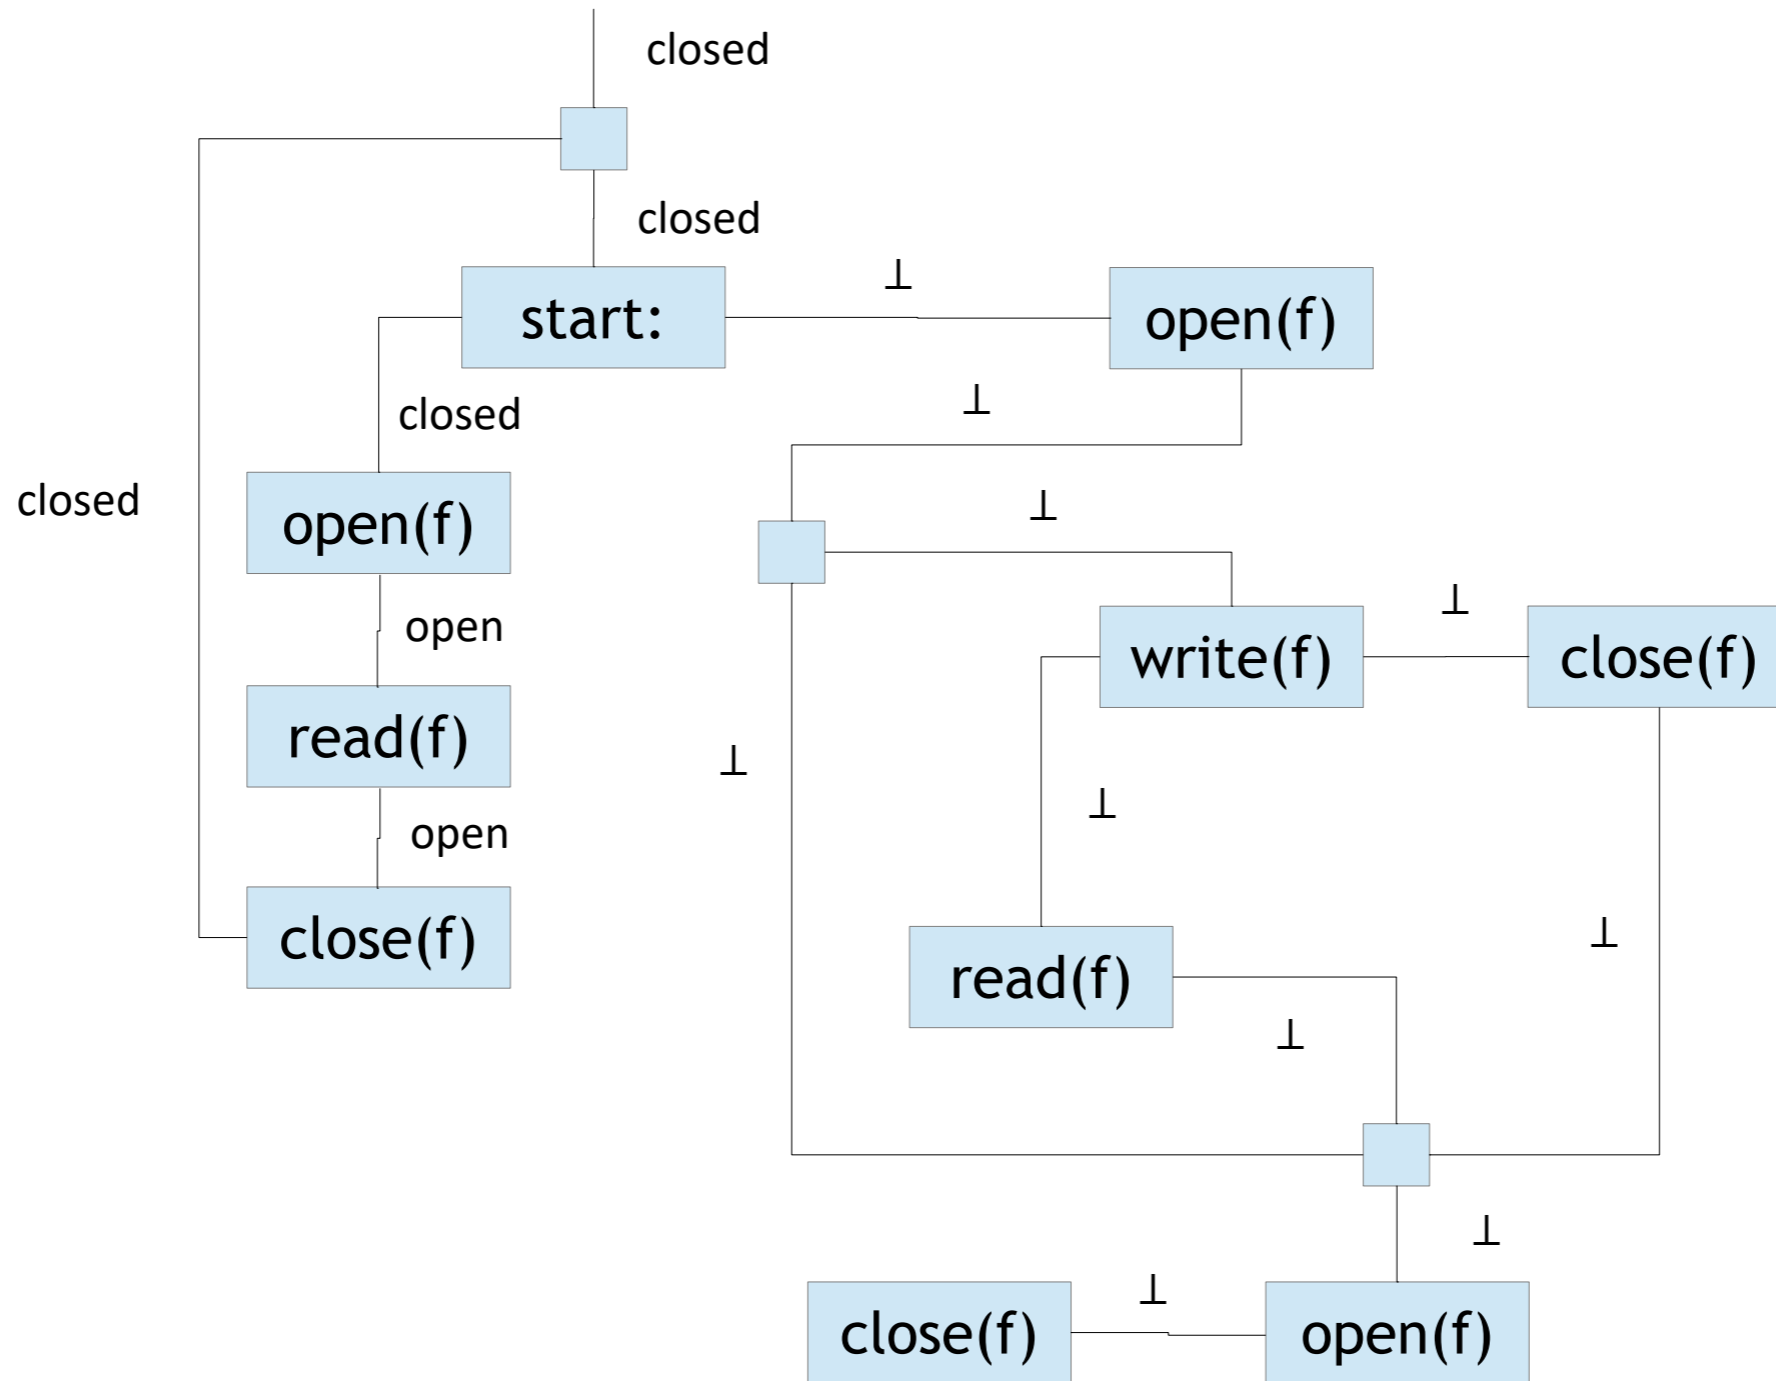 closed
closed
start:
⊥
open(f)
⊥
closed
closed
open(f)
⊥
open
⊥
write(f)
close(f)
read(f)
⊥
⊥
open
close(f)
⊥
read(f)
⊥
⊥
⊥
close(f)
open(f)